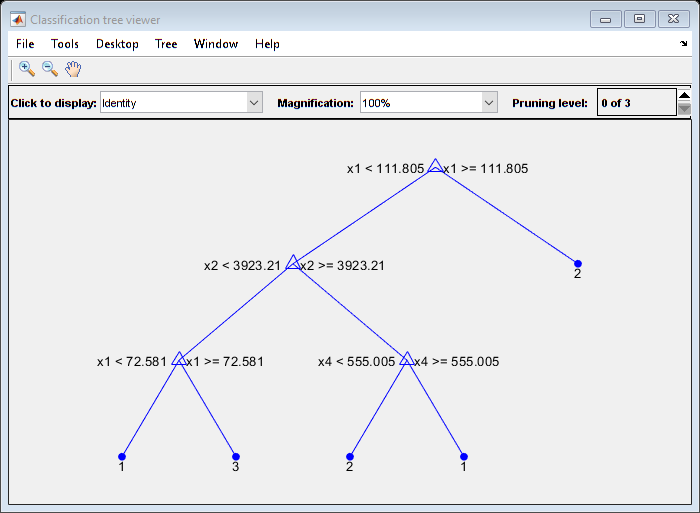 Classification tree viewer
File Tools Desktop Tree Window Help
Click to display: Identity Magnification: 100% Pruning level: 0 of 3
x1 < 111.805 x1 >= 111.805
x2 < 3923.21 x2 >= 3923.21
2
x1 < 72.581 x1 >= 72.581 x4 < 555.005 x4 >= 555.005
1 3 2 1